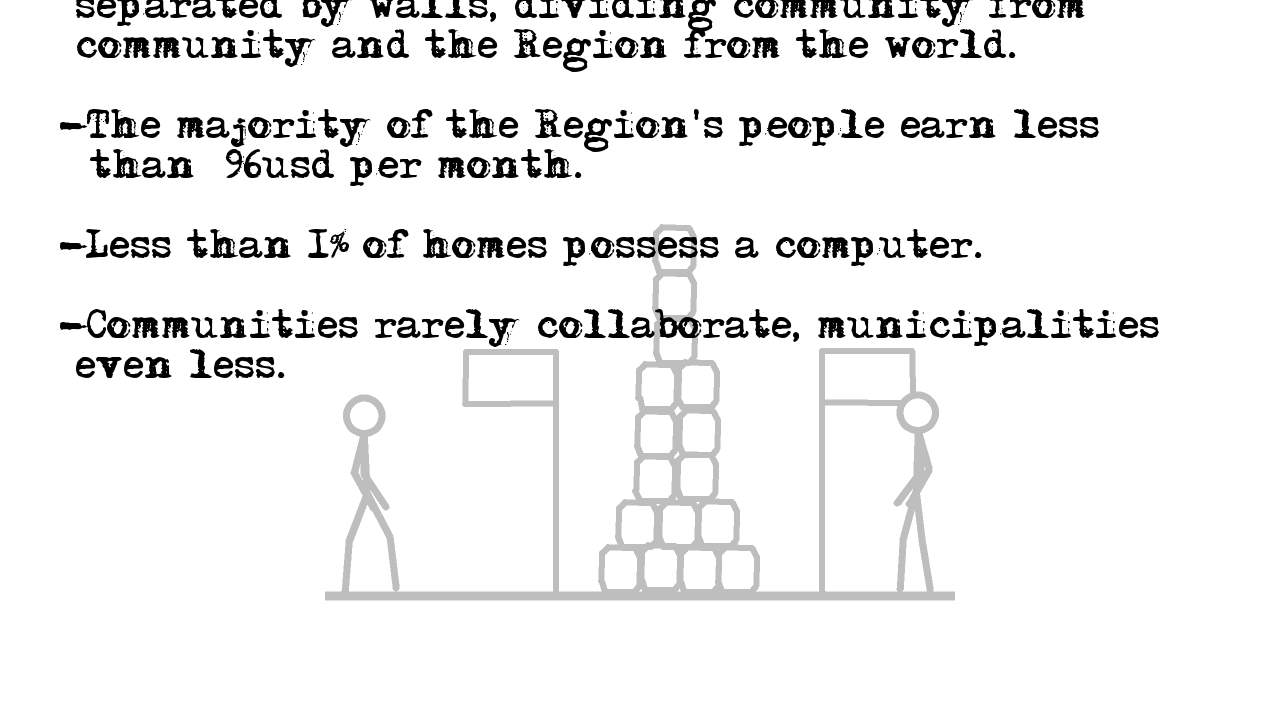 separated by walls, dividing community from
community and the Region from the world.
-The majority of the Region's people earn less
than 96usd per month.
-Less than 1% of homes possess a computer.
-Communities rarely collaborate, municipalities
even less.